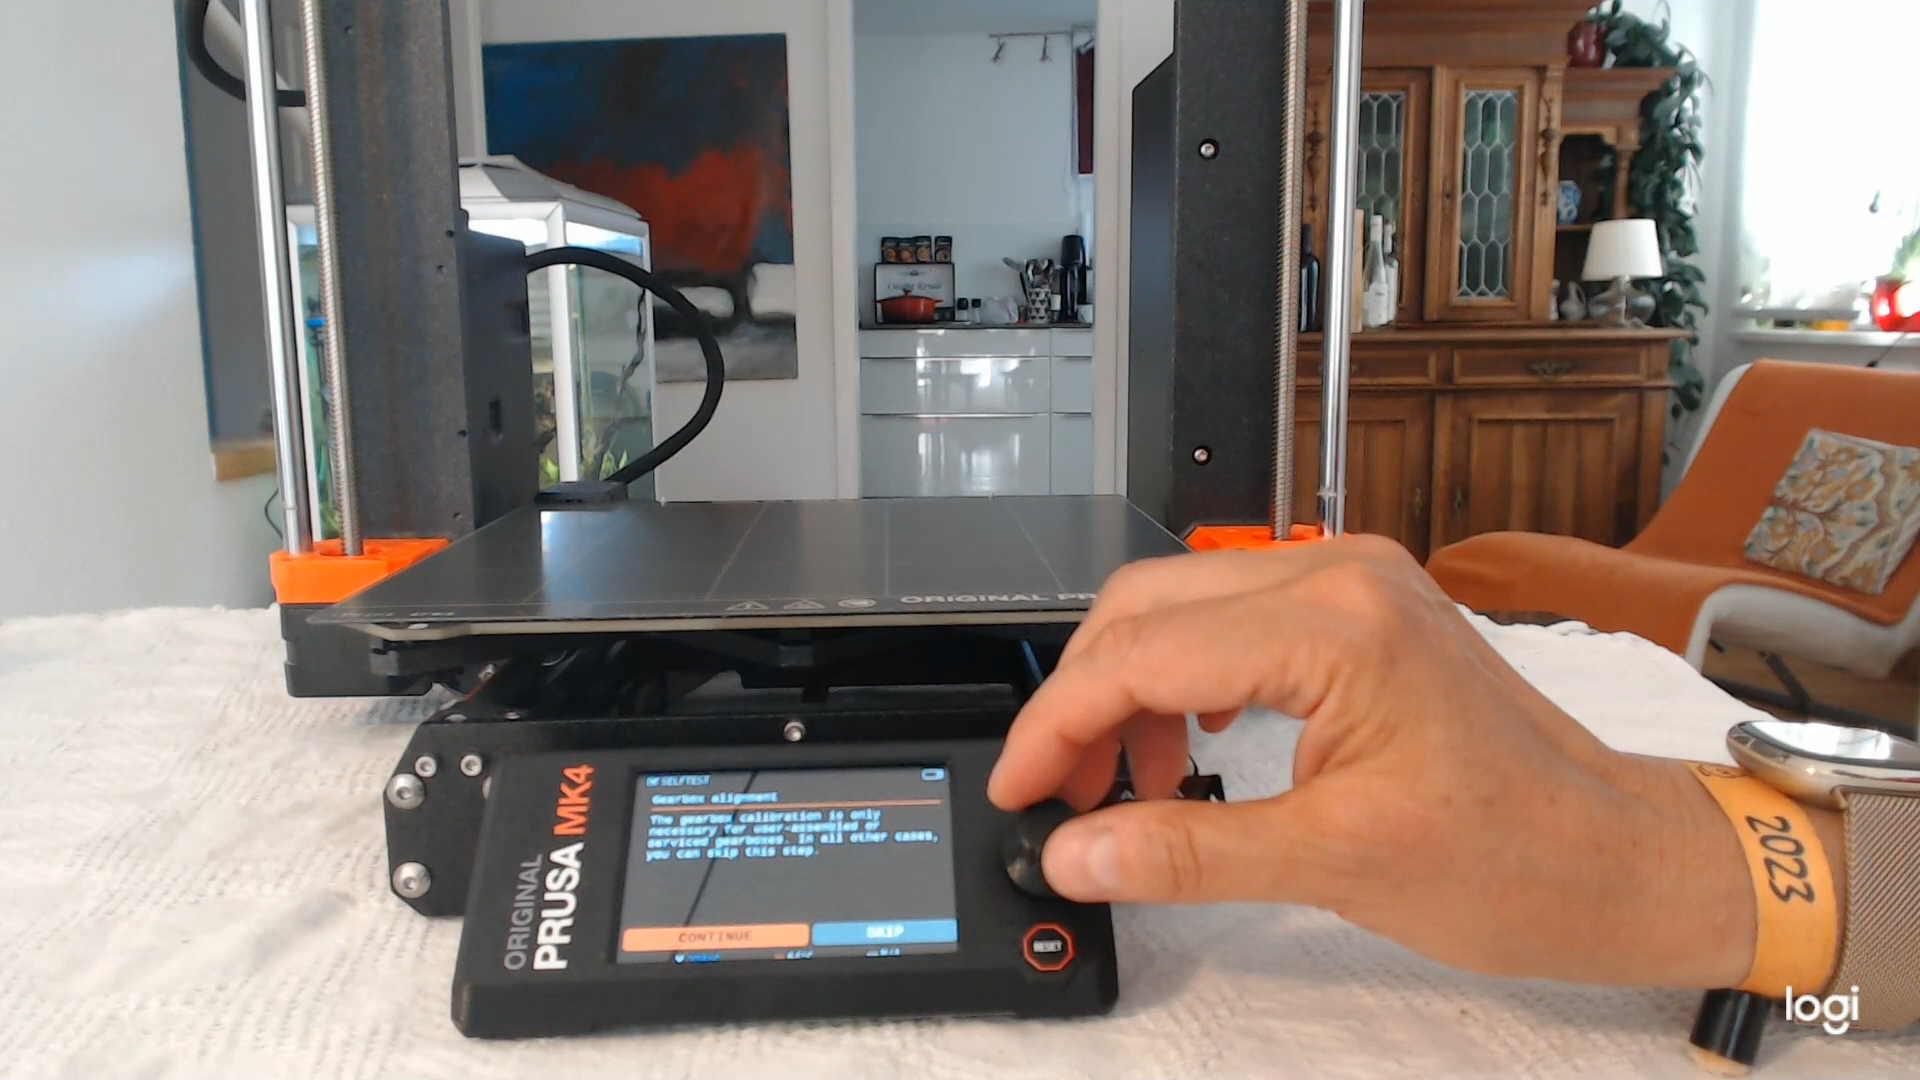 ORIGINAL PR
ORIGINAL
PRUSA MK4
SELFTEST
Gearbox alignment
The gearbox calibration is only
necessary for user-assembled or
serviced gearboxes. In all other cases,
you can skip this step.
CONTINUE
SKIP
RESET
2023
logi